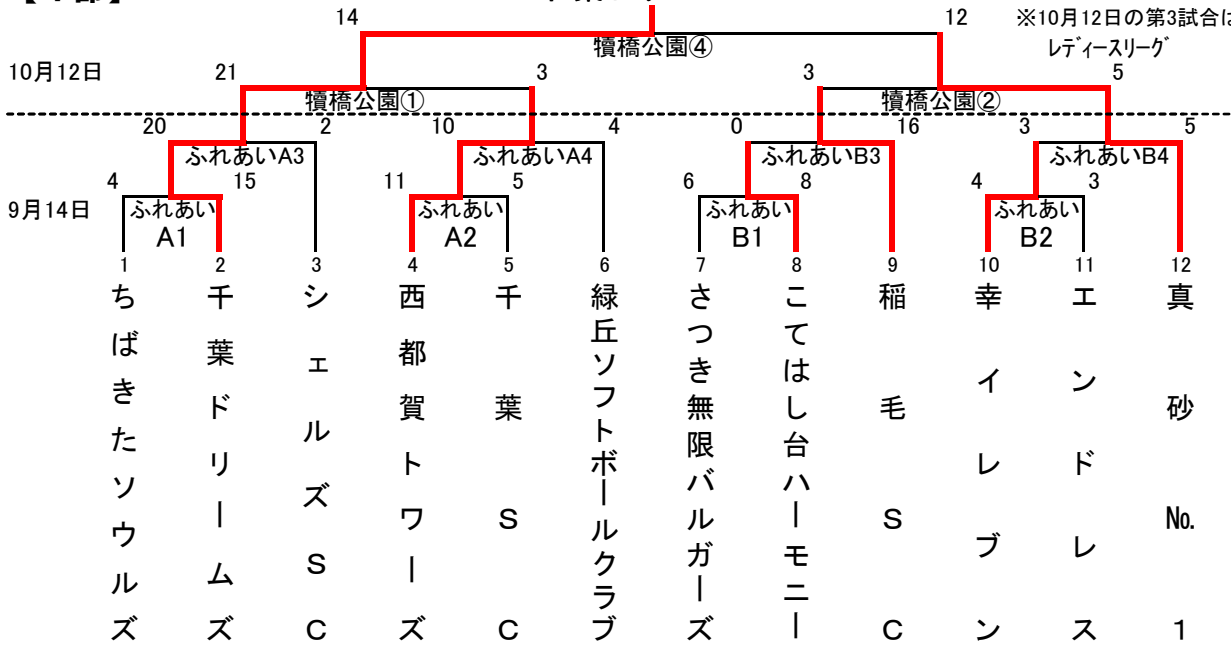 14 12 ※10月12日の第3試合は
犢橋公園④ レディースリーグ
10月12日 21 3 3 5
犢橋公園① 犢橋公園②
20 2 10 4 0 16 3 5
ふれあいA3 ふれあいA4 ふれあいB3 ふれあいB4
4 15 11 5 6 8 4 3
9月14日 ふれあい ふれあい ふれあい ふれあい
A1 A2 B1 B2
1 2 3 4 5 6 7 8 9 10 11 12
ちばきたソウルズ
千葉ドリームズ
シェルズSC
西都賀トワーズ
千葉SC
緑丘ソフトボールクラブ
さつき無限バルガーズ
こてはし台ハーモニー
稲毛SC
幸イレブン
エンドレス
真砂№1